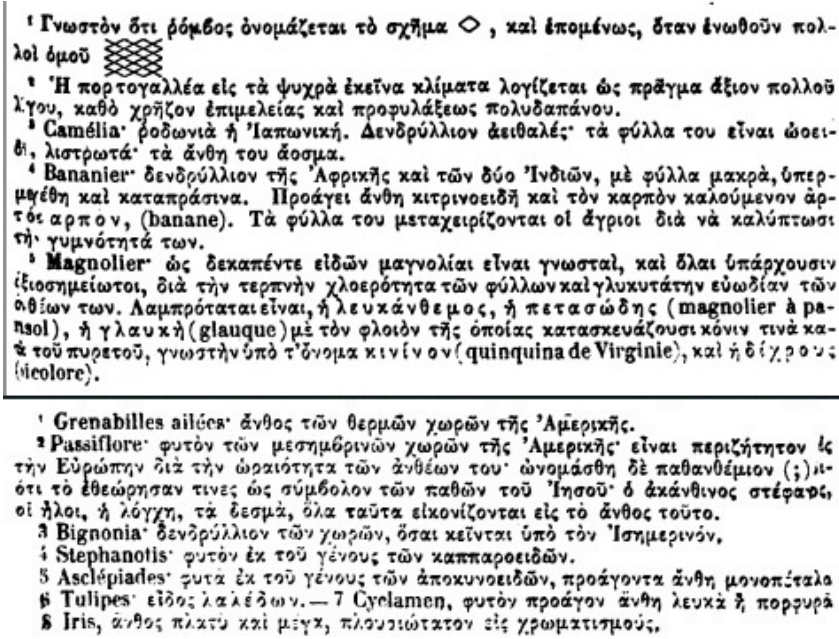 ¹ Γνωστὸν ὅτι ῥόμβος ὀνομάζεται τὸ σχῆμα , καὶ ἑπομένως, ὅταν ἑνωθοῦν πολ-
λοὶ ὁμοῦ
² Ἡ πορτογαλλέα εἰς τὰ ψυχρὰ ἐκεῖνα κλίματα λογίζεται ὡς πρᾶγμα ἄξιον πολλοῦ
λόγου, καθὸ χρῇζον ἐπιμελείας καὶ προφυλάξεως πολυδαπάνου.
³ Camélia· ῥοδωνιὰ ἡ Ἰαπωνική. Δενδρύλλιον ἀειθαλές· τὰ φύλλα του εἶναι ὠοει-
δῆ, λιστρωτά· τὰ ἄνθη του ἄοσμα.
⁴ Bananier· δενδρύλλιον τῆς Ἀφρικῆς καὶ τῶν δύο Ἰνδιῶν, μὲ φύλλα μακρὰ, ὑπερ-
μεγέθη καὶ καταπράσινα. Προάγει ἄνθη κιτρινοειδῆ καὶ τὸν καρπὸν καλούμενον ἀρ-
τόσαρπον, (banane). Τὰ φύλλα του μεταχειρίζονται οἱ ἄγριοι διὰ νὰ καλύπτωσι
τὴν γυμνότητά των.
⁵ Magnolier· ὡς δεκαπέντε εἰδῶν μαγνολίαι εἶναι γνωσταὶ, καὶ ὅλαι ὑπάρχουσιν
ἀξιοσημείωτοι, διὰ τὴν τερπνὴν χλοερότητα τῶν φύλλων καὶ γλυκυτάτην εὐωδίαν τῶν
ἀνθέων των. Λαμπρόταται εἶναι, ἡ λευκάνθεμος, ἡ πετασώδης (magnolier à pa-
rasol), ἡ γλαυκὴ (glauque) μὲ τὸν φλοιὸν τῆς ὁποίας κατασκευάζουσι κόνιν τινὰ κα-
τὰ τοῦ πυρετοῦ, γνωστὴν ὑπὸ τ' ὄνομα κινίνον (quinquina de Virginie), καὶ ἡ δίχρους
(bicolore).
¹ Grenabilles ailées· ἄνθος τῶν θερμῶν χωρῶν τῆς Ἀμερικῆς.
² Passiflore· φυτὸν τῶν μεσημβρινῶν χωρῶν τῆς Ἀμερικῆς· εἶναι περιζήτητον εἰς
τὴν Εὐρώπην διὰ τὴν ὡραιότητα τῶν ἀνθέων του· ὠνομάσθη δὲ παθανθέμιον (;) δι-
ότι τὸ ἐθεώρησαν τινες ὡς σύμβολον τῶν παθῶν τοῦ Ἰησοῦ· ὁ ἀκάνθινος στέφανος,
οἱ ἧλοι, ἡ λόγχη, τὰ δεσμὰ, ὅλα ταῦτα εἰκονίζονται εἰς τὸ ἄνθος τοῦτο.
3 Bignonia· δενδρύλλιον τῶν χωρῶν, ὅσαι κεῖνται ὑπὸ τὸν Ἰσημερινόν.
4 Stephanotis· φυτὸν ἐκ τοῦ γένους τῶν καππαροειδῶν.
5 Asclépiades· φυτὰ ἐκ τοῦ γένους τῶν ἀποκυνοειδῶν, προάγοντα ἄνθη μονοπέταλα
6 Tulipes· εἶδος λαλέδων. — 7 Cyclamen, φυτὸν προάγον ἄνθη λευκὰ ἢ πορφυρᾶ
8 Iris, ἄνθος πλατὺ καὶ μέγα, πλουσιώτατον εἰς χρωματισμούς.